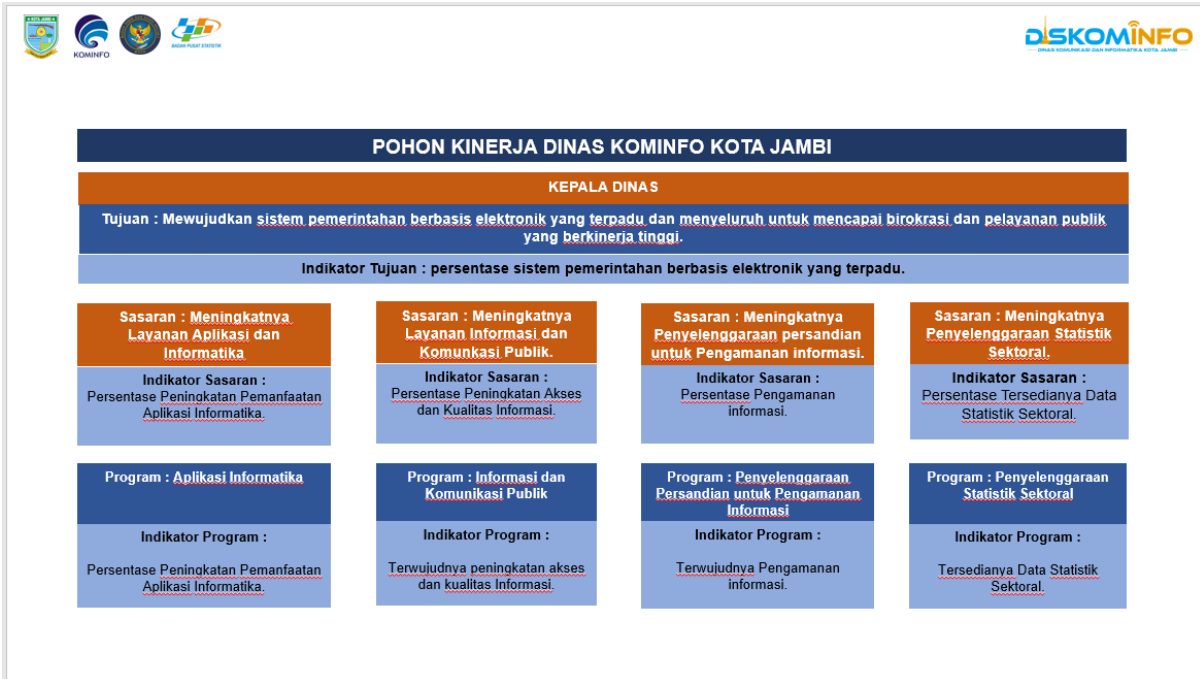 KOTA JAMBI
KOMINFO
BADAN PUSAT STATISTIK
DISKOMINFO
DINAS KOMUNIKASI DAN INFORMATIKA KOTA JAMBI
POHON KINERJA DINAS KOMINFO KOTA JAMBI
KEPALA DINAS
Tujuan : Mewujudkan sistem pemerintahan berbasis elektronik yang terpadu dan menyeluruh untuk mencapai birokrasi dan pelayanan publik
yang berkinerja tinggi.
Indikator Tujuan : persentase sistem pemerintahan berbasis elektronik yang terpadu.
Sasaran : Meningkatnya
Layanan Aplikasi dan
Informatika
Indikator Sasaran :
Persentase Peningkatan Pemanfaatan
Aplikasi Informatika.
Sasaran : Meningkatnya
Layanan Informasi dan
Komunkasi Publik.
Indikator Sasaran :
Persentase Peningkatan Akses
dan Kualitas Informasi.
Sasaran : Meningkatnya
Penyelenggaraan persandian
untuk Pengamanan informasi.
Indikator Sasaran :
Persentase Pengamanan
informasi.
Sasaran : Meningkatnya
Penyelenggaraan Statistik
Sektoral.
Indikator Sasaran :
Persentase Tersedianya Data
Statistik Sektoral.
Program : Aplikasi Informatika
Indikator Program :
Persentase Peningkatan Pemanfaatan
Aplikasi Informatika.
Program : Informasi dan
Komunikasi Publik
Indikator Program :
Terwujudnya peningkatan akses
dan kualitas Informasi.
Program : Penyelenggaraan
Persandian untuk Pengamanan
Informasi
Indikator Program :
Terwujudnya Pengamanan
informasi.
Program : Penyelenggaraan
Statistik Sektoral
Indikator Program :
Tersedianya Data Statistik
Sektoral.